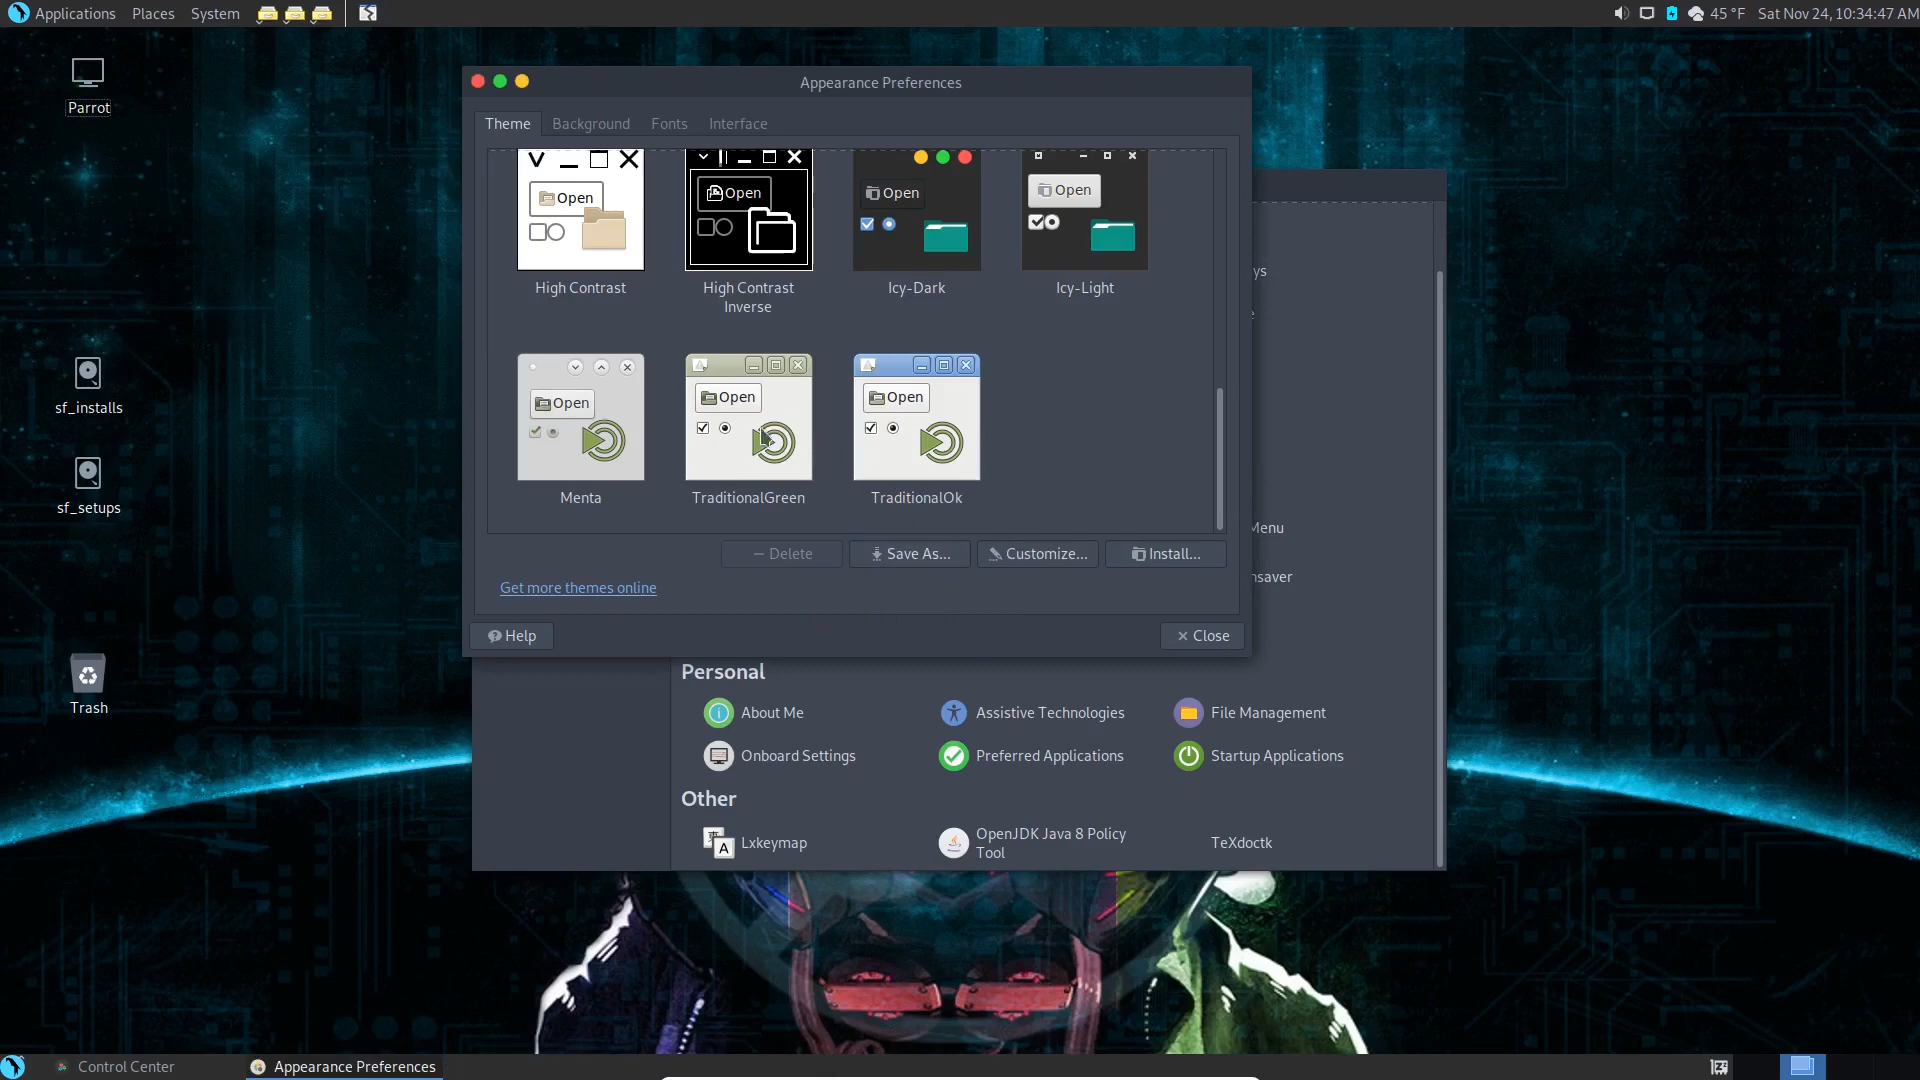 Applications Places System 45 °F Sat Nov 24, 10:34:47 AM
Parrot
sf_installs
sf_setups
Trash
Appearance Preferences
Theme Background Fonts Interface
Open Open Open Open
High Contrast High Contrast Inverse Icy-Dark Icy-Light
Open Open Open
Menta TraditionalGreen TraditionalOk
Delete Save As... Customize... Install...
Get more themes online
Help Close
ys
e
Menu
nsaver
Personal
About Me Assistive Technologies File Management
Onboard Settings Preferred Applications Startup Applications
Other
A Lxkeymap OpenJDK Java 8 Policy Tool TeXdoctk
Control Center Appearance Preferences